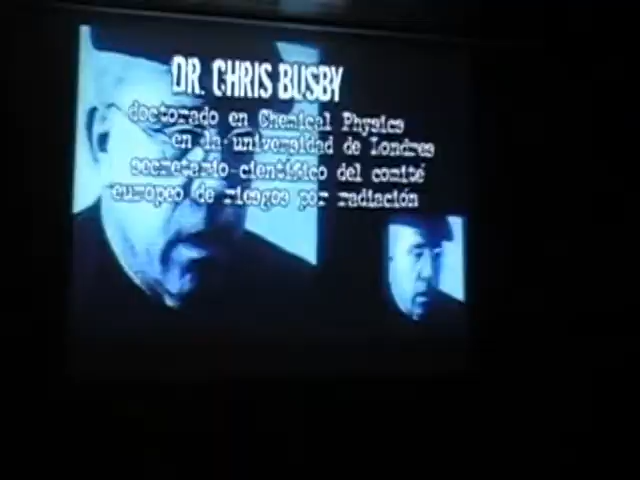 DR. CHRIS BUSBY
doctorado en Chemical Physics
en la universidad de Londres
secretario científico del comité
europeo de riesgos por radiación